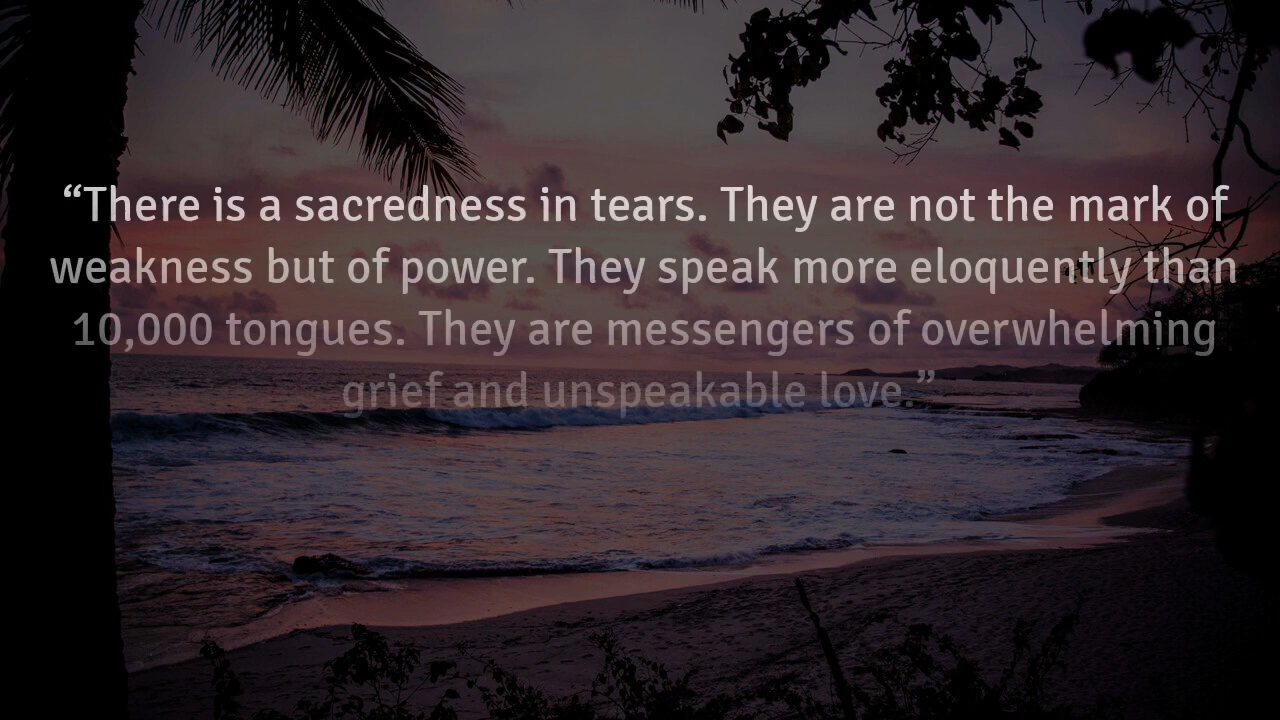 “There is a sacredness in tears. They are not the mark of
weakness but of power. They speak more eloquently than
10,000 tongues. They are messengers of overwhelming
grief and unspeakable love.”